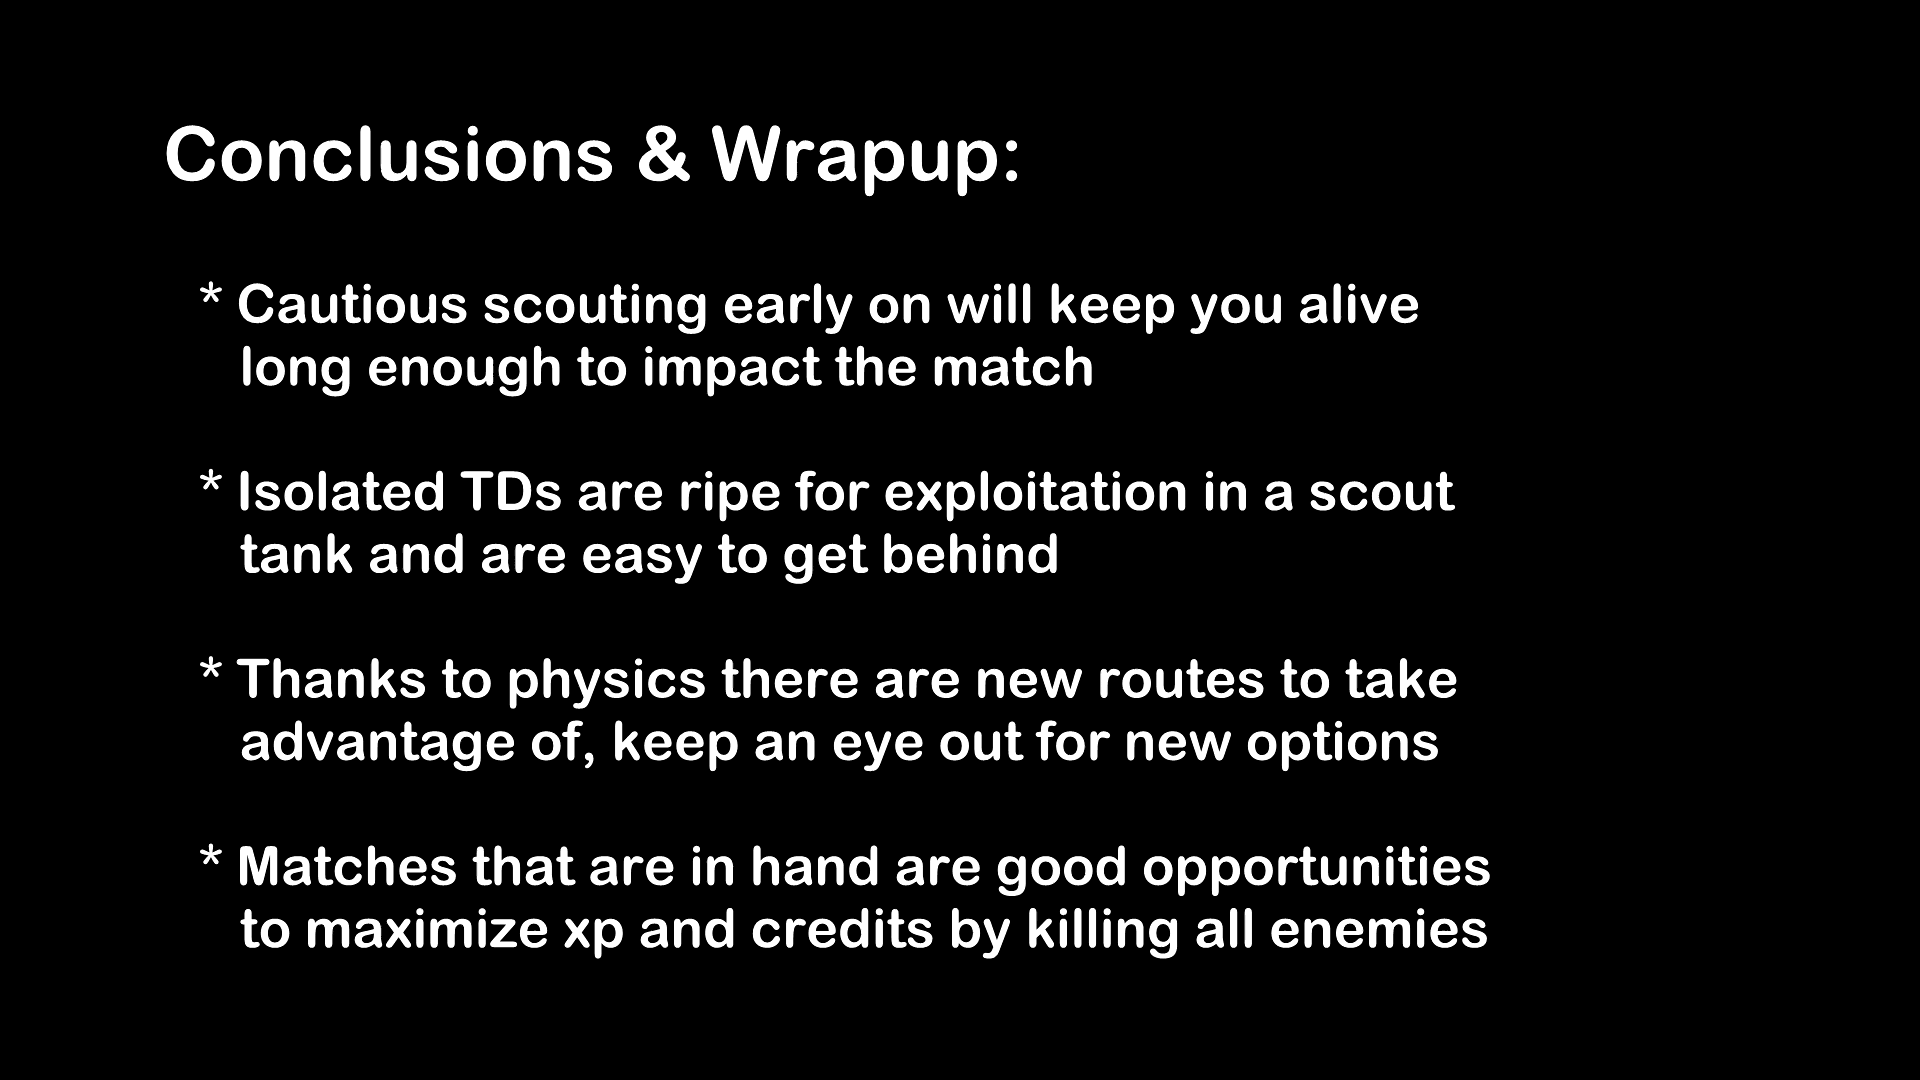 Conclusions & Wrapup:
* Cautious scouting early on will keep you alive
long enough to impact the match
* Isolated TDs are ripe for exploitation in a scout
tank and are easy to get behind
* Thanks to physics there are new routes to take
advantage of, keep an eye out for new options
* Matches that are in hand are good opportunities
to maximize xp and credits by killing all enemies